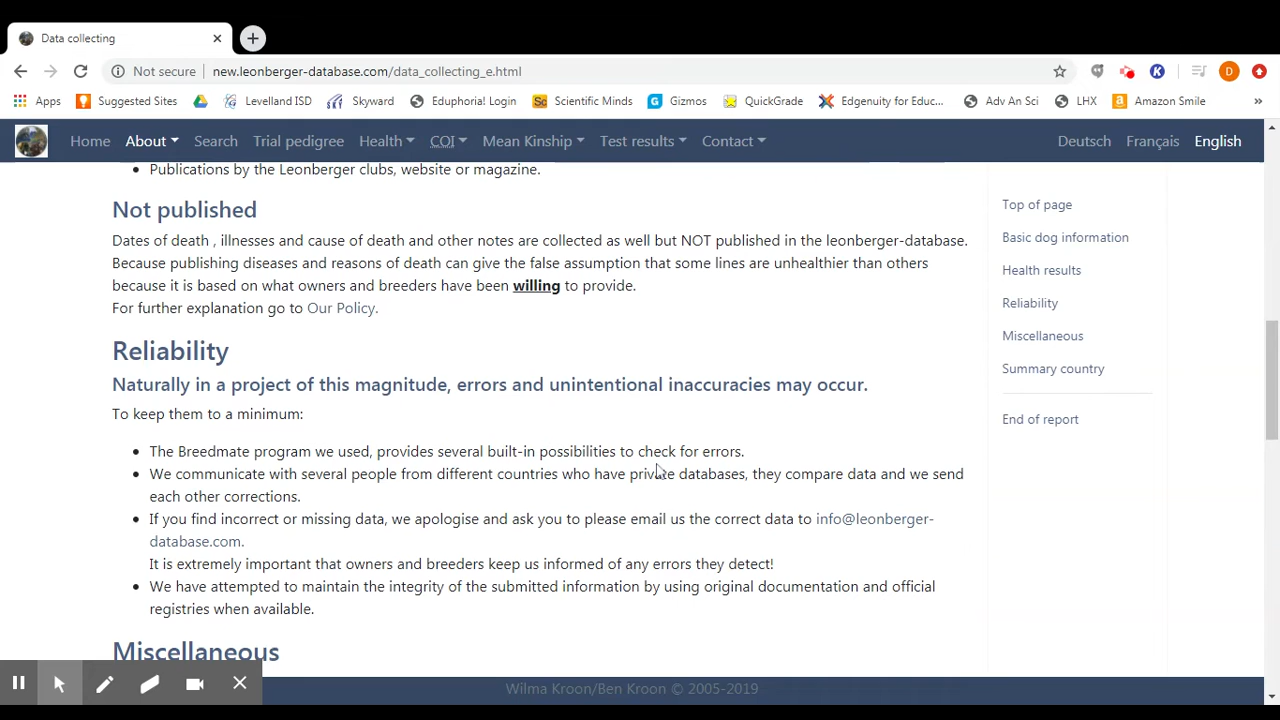 Data collecting
Not secure
new.leonberger-database.com/data_collecting_e.html
Apps
Suggested Sites
Levelland ISD
Skyward
Eduphoria! Login
Scientific Minds
Gizmos
QuickGrade
Edgenuity for Educ...
Adv An Sci
LHX
Amazon Smile
»
Home
About
Search
Trial pedigree
Health
COI
Mean Kinship
Test results
Contact
Deutsch
Français
English
• Publications by the Leonberger clubs, website or magazine.
Not published
Dates of death , illnesses and cause of death and other notes are collected as well but NOT published in the leonberger-database.
Because publishing diseases and reasons of death can give the false assumption that some lines are unhealthier than others
because it is based on what owners and breeders have been willing to provide.
For further explanation go to Our Policy.
Reliability
Naturally in a project of this magnitude, errors and unintentional inaccuracies may occur.
To keep them to a minimum:
• The Breedmate program we used, provides several built-in possibilities to check for errors.
• We communicate with several people from different countries who have private databases, they compare data and we send
each other corrections.
• If you find incorrect or missing data, we apologise and ask you to please email us the correct data to info@leonberger-
database.com.
It is extremely important that owners and breeders keep us informed of any errors they detect!
• We have attempted to maintain the integrity of the submitted information by using original documentation and official
registries when available.
Miscellaneous
Top of page
Basic dog information
Health results
Reliability
Miscellaneous
Summary country
End of report
Wilma Kroon/Ben Kroon © 2005-2019